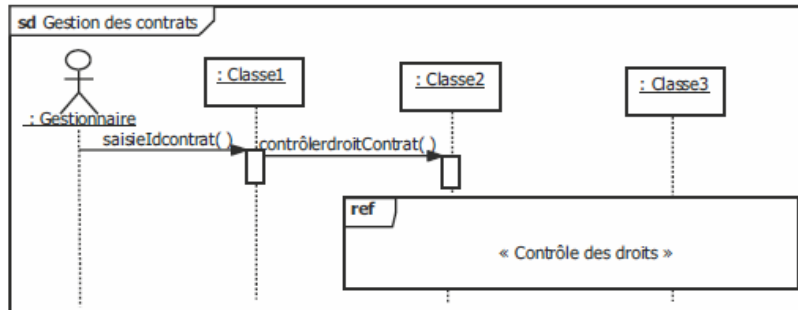 sd Gestion des contrats
: Classe1
: Classe2
: Classe3
: Gestionnaire
saisieIdcontrat( )
contrôlerdroitContrat( )
ref
« Contrôle des droits »